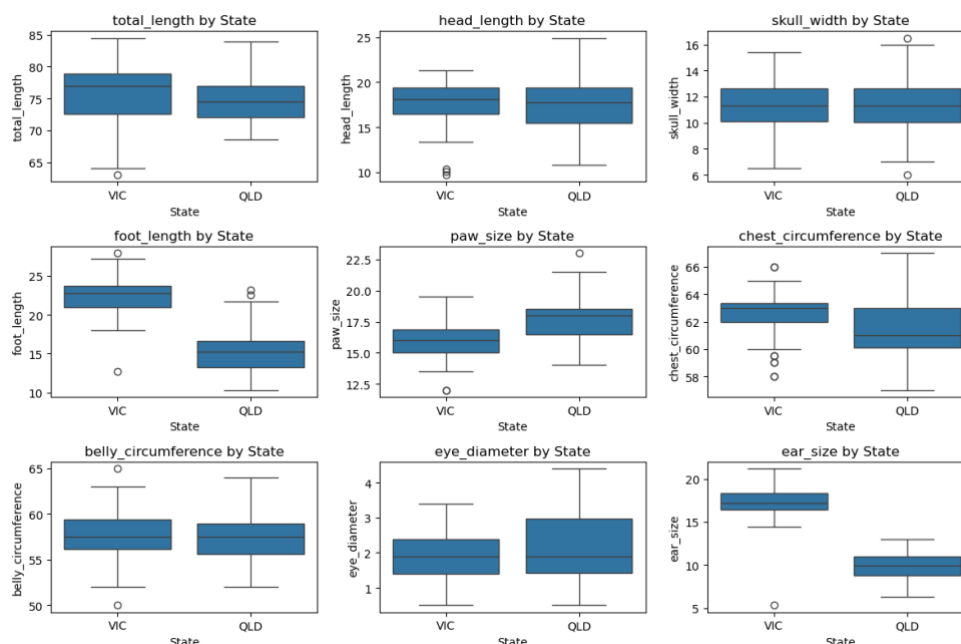 total_length by State
total_length
85
80
75
70
65
VIC
QLD
State
head_length by State
head_length
25
20
15
10
VIC
QLD
State
skull_width by State
skull_width
16
14
12
10
8
6
VIC
QLD
State
foot_length by State
foot_length
25
20
15
10
VIC
QLD
State
paw_size by State
paw_size
22.5
20.0
17.5
15.0
12.5
VIC
QLD
State
chest_circumference by State
chest_circumference
66
64
62
60
58
VIC
QLD
State
belly_circumference by State
belly_circumference
65
60
55
50
VIC
QLD
State
eye_diameter by State
eye_diameter
4
3
2
1
VIC
QLD
State
ear_size by State
ear_size
20
15
10
5
VIC
QLD
State